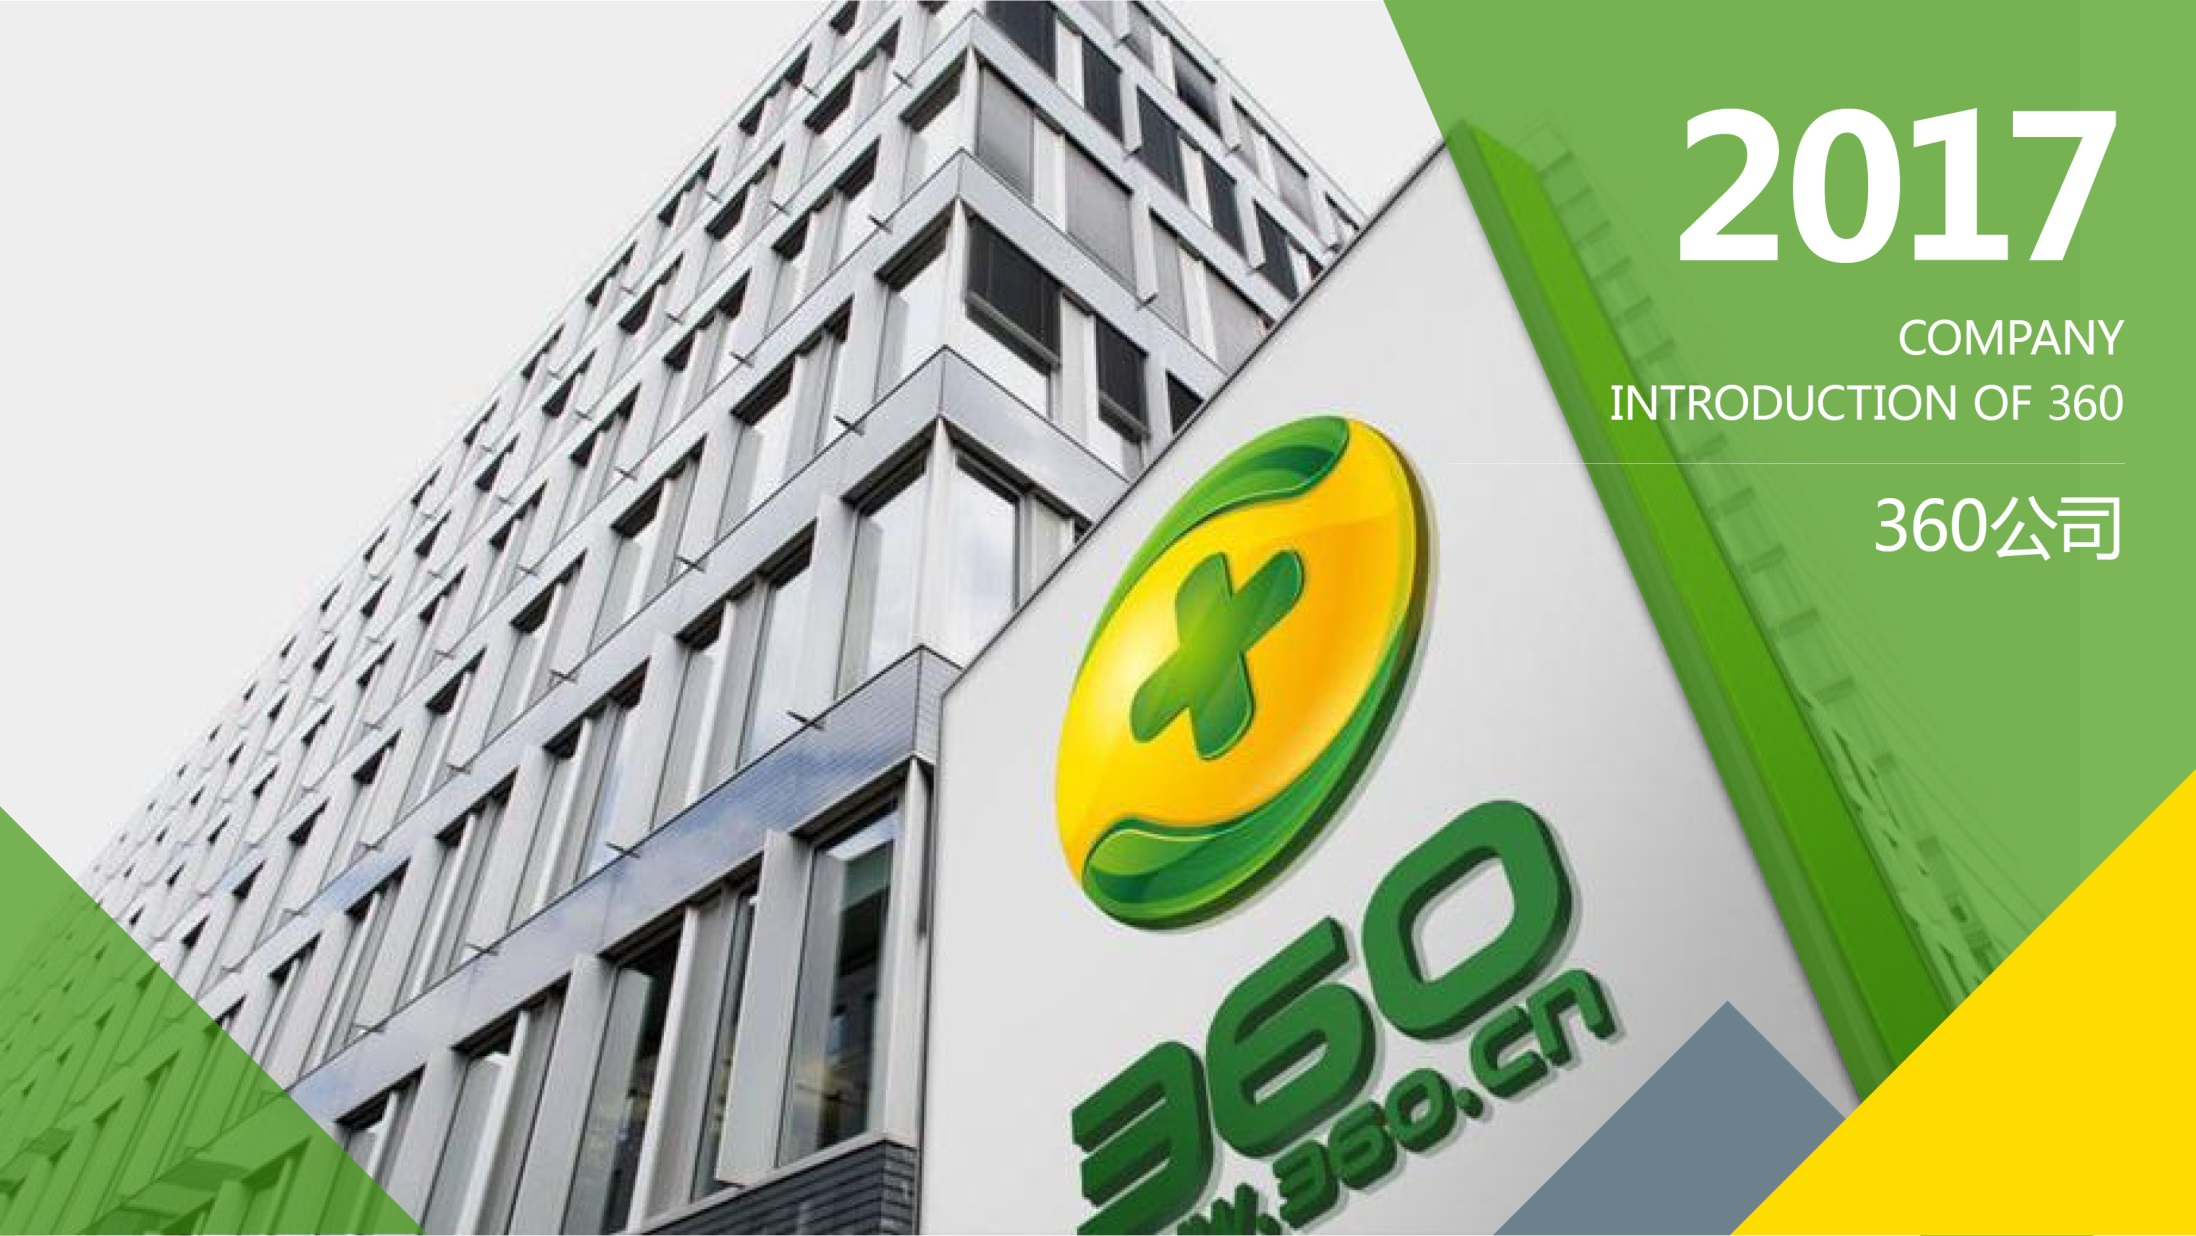 2017
COMPANY
INTRODUCTION OF 360
360公司
360
w.360.cn